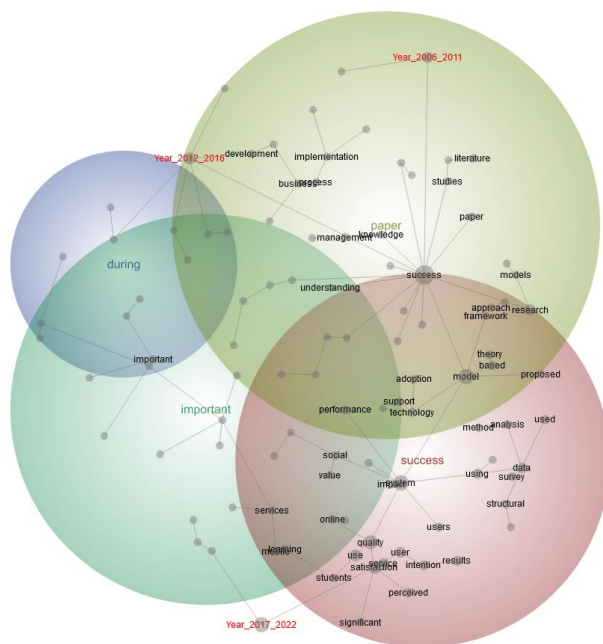 Year_2006_2011
Year_2012_2016
development
implementation
literature
business
process
studies
paper
paper
management
knowledge
during
success
models
understanding
approach
research
framework
important
theory
based
model
proposed
adoption
important
support
performance
technology
method
analysis
used
success
social
value
using
data
survey
impact
system
structural
services
online
users
quality
learning
mobile
use
user
service
satisfaction
intention
results
students
perceived
significant
Year_2017_2022